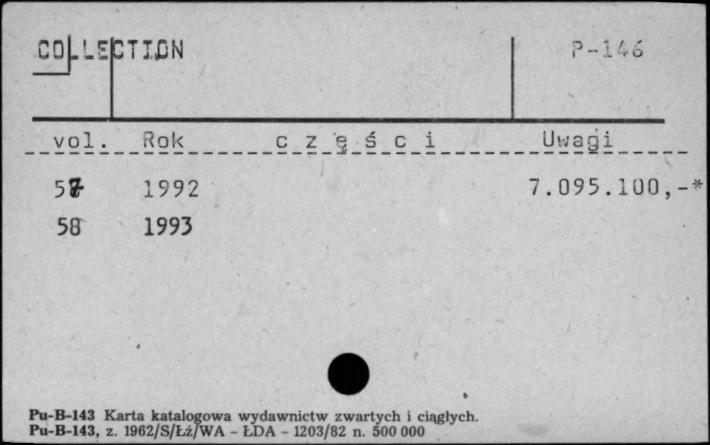 COLLECTION P-146
vol. Rok części Uwagi
57 1992 7.095.100,-*
58 1993
Pu-B-143 Karta katalogowa wydawnictw zwartych i ciągłych.
Pu-B-143, z. 1962/S/Łź/WA - ŁDA - 1203/82 n. 500 000